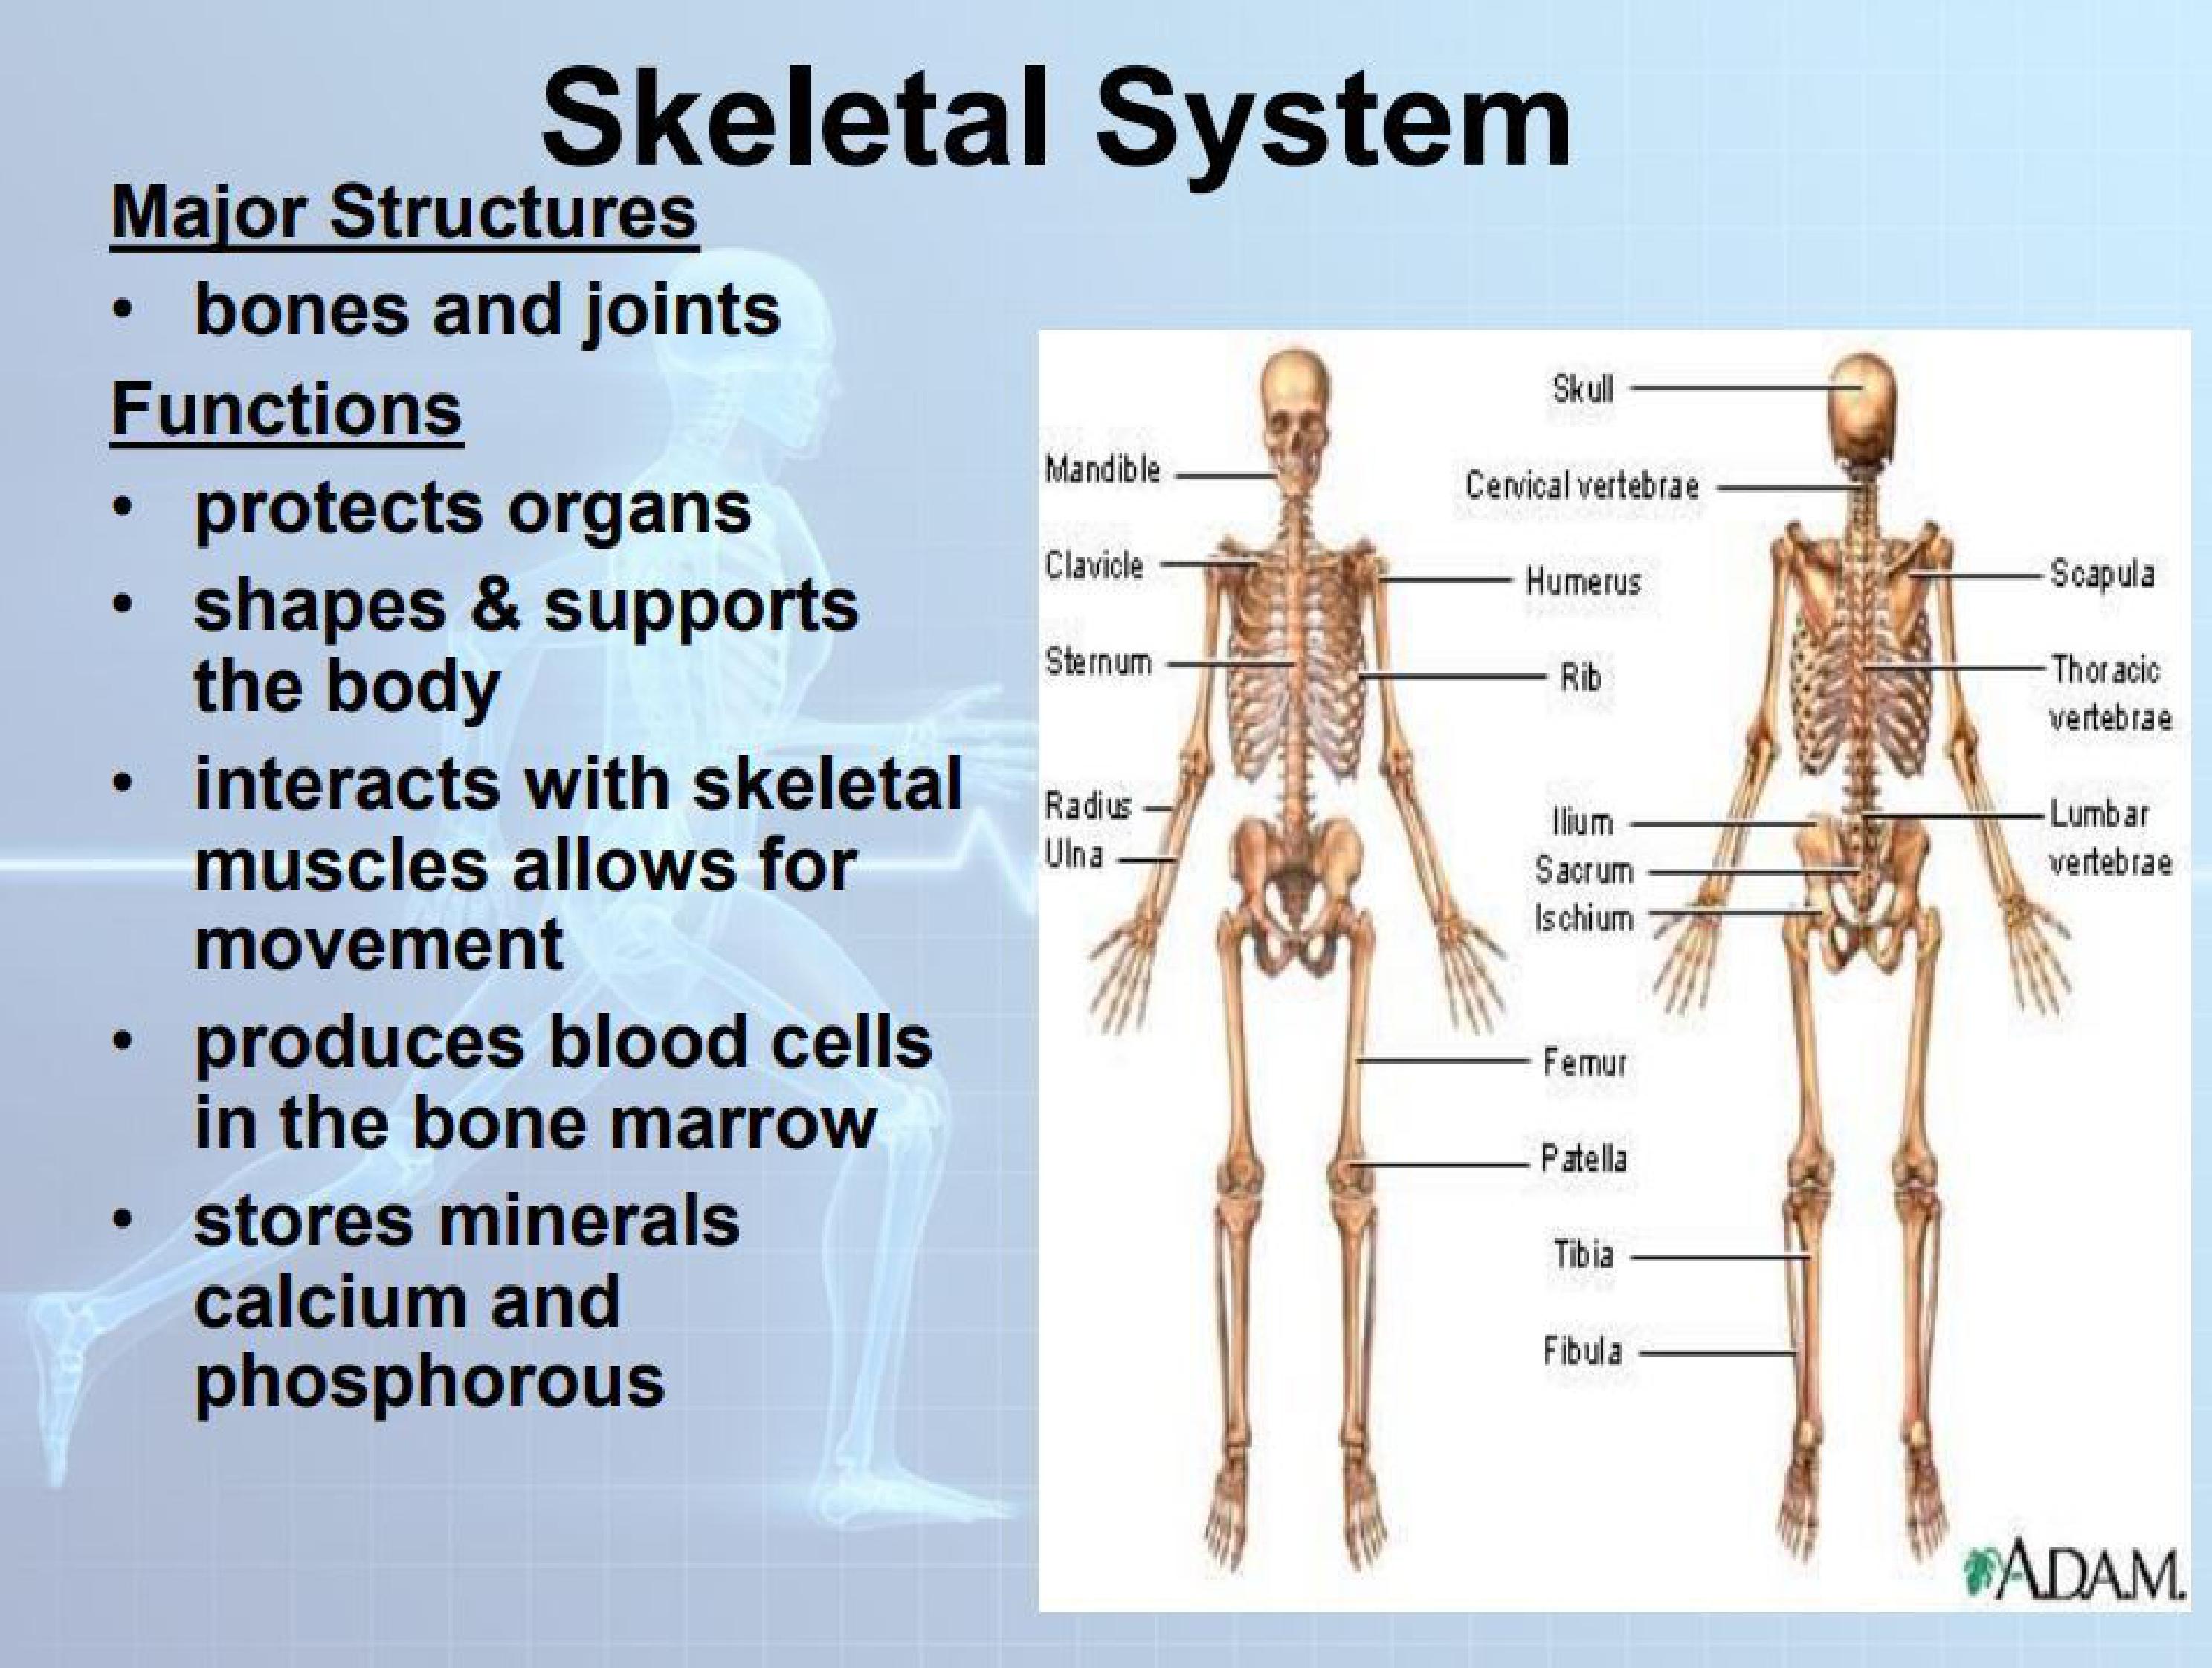 Skeletal System
Major Structures
• bones and joints
Functions
• protects organs
• shapes & supports
the body
• interacts with skeletal
muscles allows for
movement
• produces blood cells
in the bone marrow
• stores minerals
calcium and
phosphorous
Mandible
Clavicle
Sternum
Radius
Ulna
Skull
Cervical vertebrae
Humerus
Rib
Ilium
Sacrum
Ischium
Femur
Patella
Tibia
Fibula
Scapula
Thoracic
vertebrae
Lumbar
vertebrae
A.D.A.M.